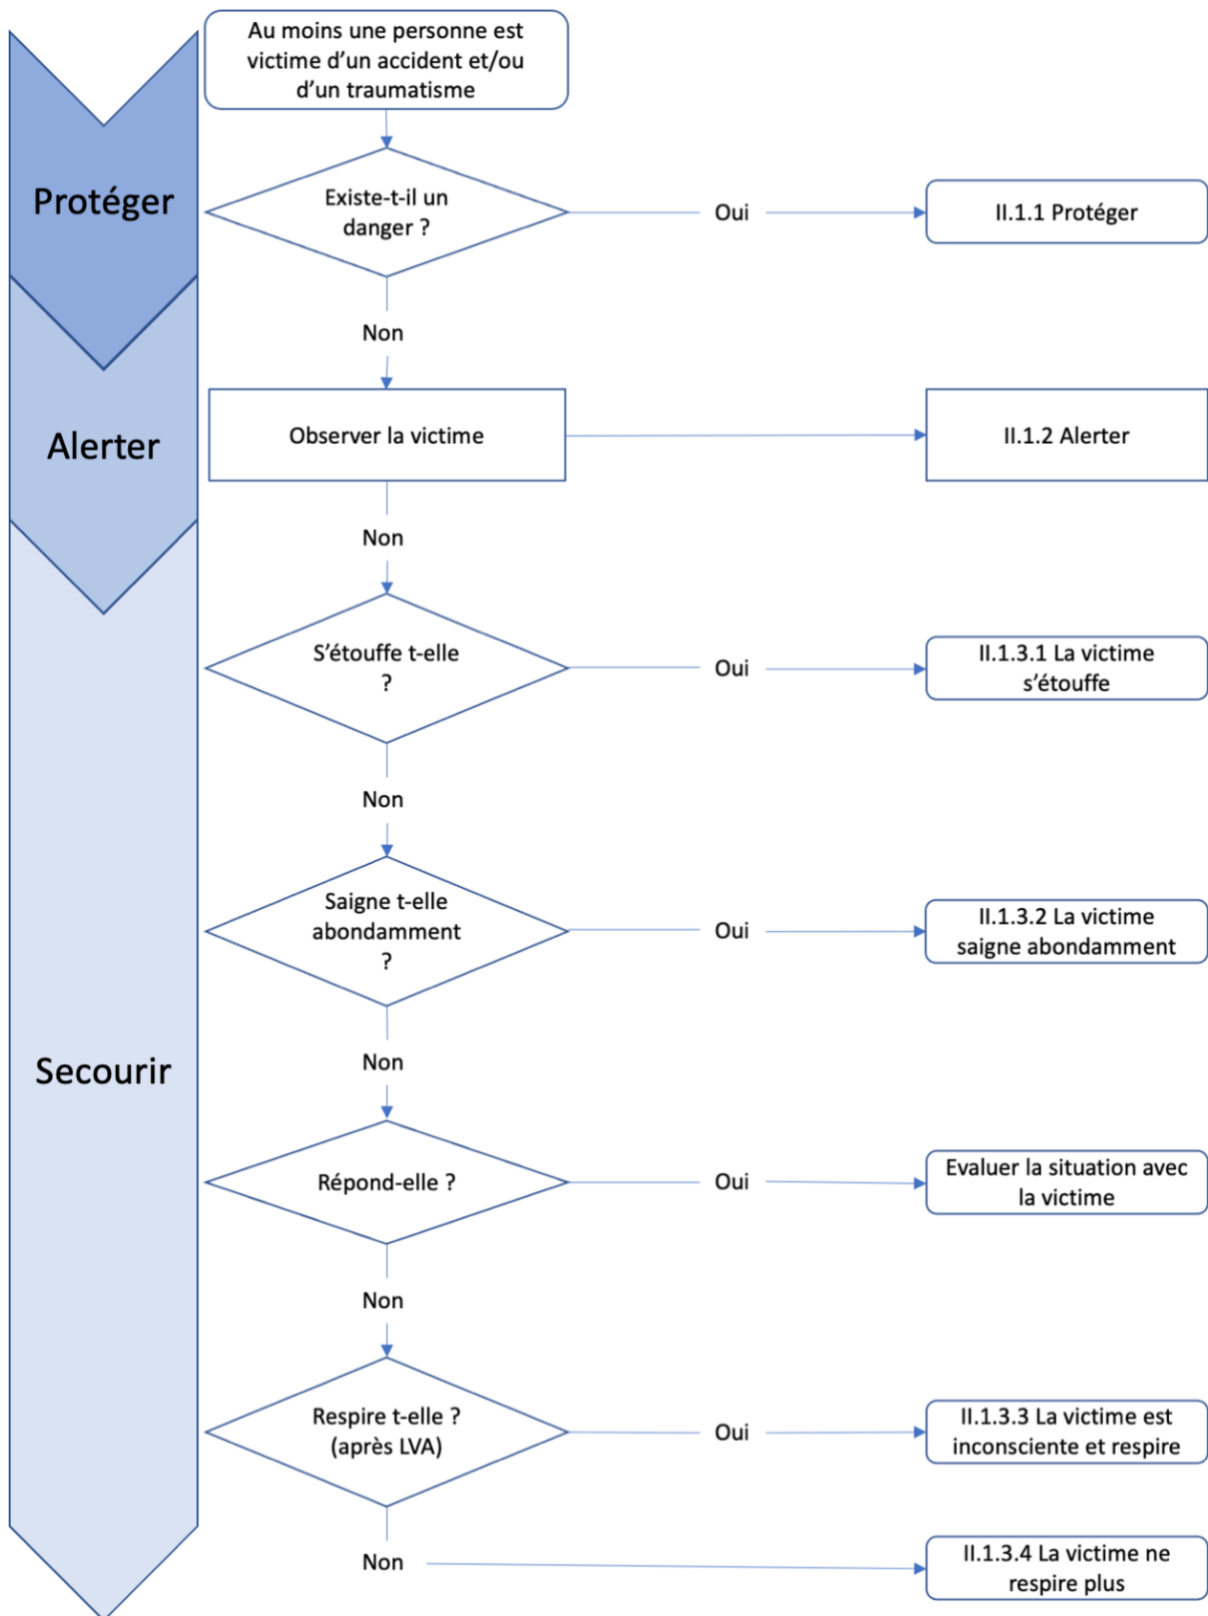 Au moins une personne est
victime d’un accident et/ou
d’un traumatisme
Protéger
Existe-t-il un
danger ?
Oui
II.1.1 Protéger
Non
Alerter
Observer la victime
II.1.2 Alerter
Non
S’étouffe t-elle
?
Oui
II.1.3.1 La victime
s’étouffe
Non
Saigne t-elle
abondamment
?
Oui
II.1.3.2 La victime
saigne abondamment
Non
Secourir
Répond-elle ?
Oui
Evaluer la situation avec
la victime
Non
Respire t-elle ?
(après LVA)
Oui
II.1.3.3 La victime est
inconsciente et respire
Non
II.1.3.4 La victime ne
respire plus